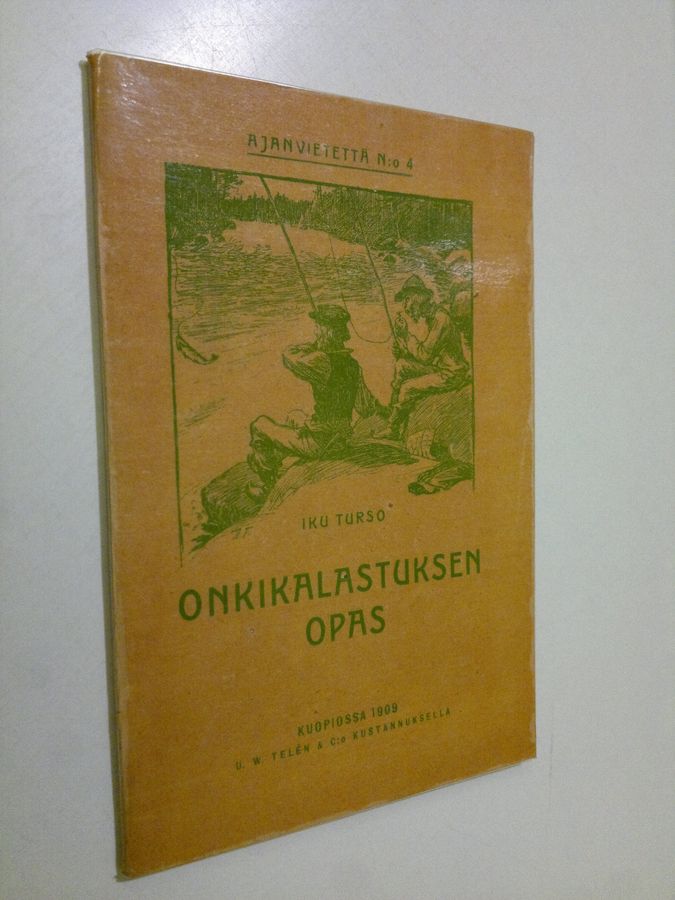 AJANVIETETTÄ N:o 4
IKU TURSO
ONKIKALASTUKSEN
OPAS
KUOPIOSSA 1909
U. W. TELÉN & C:o KUSTANNUKSELLA